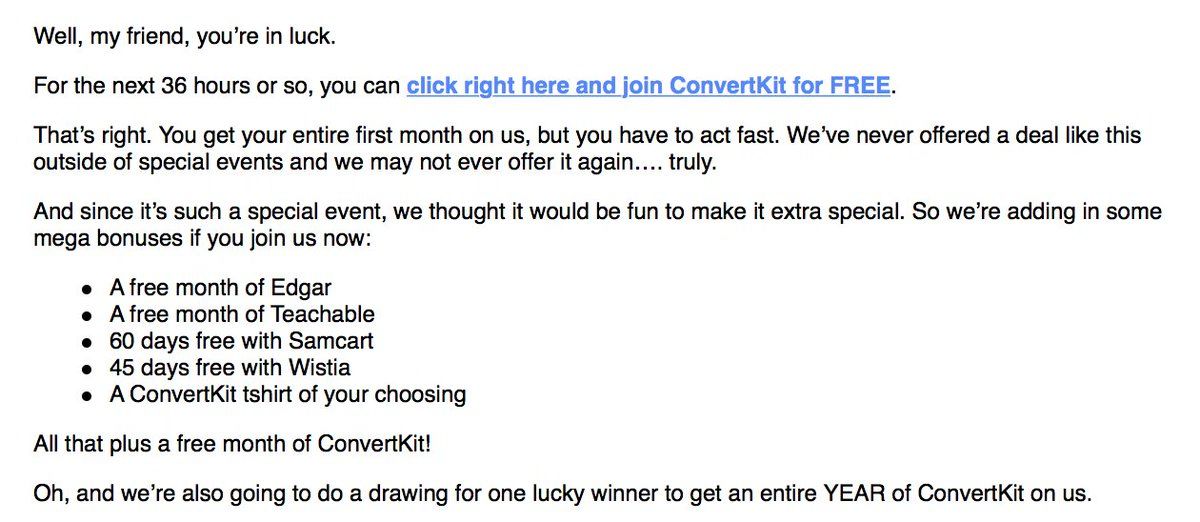 Well, my friend, you’re in luck.
For the next 36 hours or so, you can click right here and join ConvertKit for FREE.
That’s right. You get your entire first month on us, but you have to act fast. We’ve never offered a deal like this
outside of special events and we may not ever offer it again…. truly.
And since it’s such a special event, we thought it would be fun to make it extra special. So we’re adding in some
mega bonuses if you join us now:
● A free month of Edgar
● A free month of Teachable
● 60 days free with Samcart
● 45 days free with Wistia
● A ConvertKit tshirt of your choosing
All that plus a free month of ConvertKit!
Oh, and we’re also going to do a drawing for one lucky winner to get an entire YEAR of ConvertKit on us.